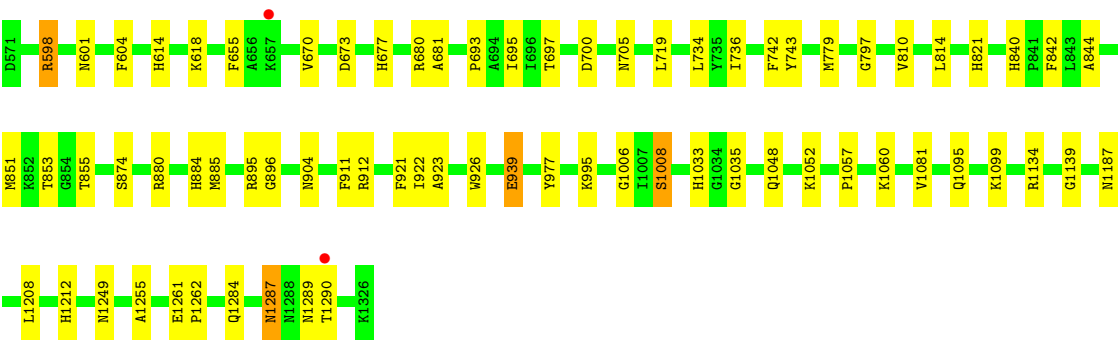 D571 R598 N601 F604 H614 K618 F655 A656 K657 V670 D673 H677 R680 A681 P693 A694 I695 I696 T697 D700 N705 L719 L734 Y735 I736 F742 Y743 M779 G797 V810 L814 H821 H840 P841 F842 L843 A844
M851 K852 T853 G854 T855 S874 R880 H884 M885 R895 G896 N904 F911 R912 F921 I922 A923 W926 E939 Y977 K995 G1006 I1007 S1008 H1033 G1034 G1035 Q1048 K1052 P1057 K1060 V1081 Q1095 K1099 R1134 G1139 N1187
L1208 H1212 N1249 A1255 E1261 P1262 Q1284 N1287 N1288 N1289 T1290 K1326